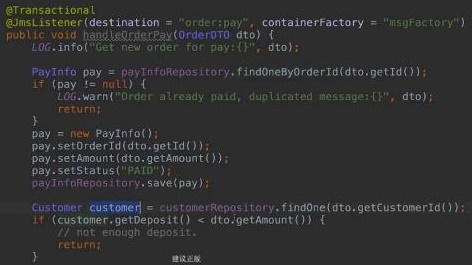 @Transactional
@JmsListener(destination = "order:pay", containerFactory = "msgFactory")
public void handleOrderPay(OrderDTO dto) {
LOG.info("Get new order for pay:{}", dto);
PayInfo pay = payInfoRepository.findOneByOrderId(dto.getId());
if (pay != null) {
LOG.warn("Order already paid, duplicated message:{}", dto);
return;
}
pay = new PayInfo();
pay.setOrderId(dto.getId());
pay.setAmount(dto.getAmount());
pay.setStatus("PAID");
payInfoRepository.save(pay);
Customer customer = customerRepository.findOne(dto.getCustomerId());
if (customer.getDeposit() < dto.getAmount()) {
// not enough deposit.
return;
}
建议正版